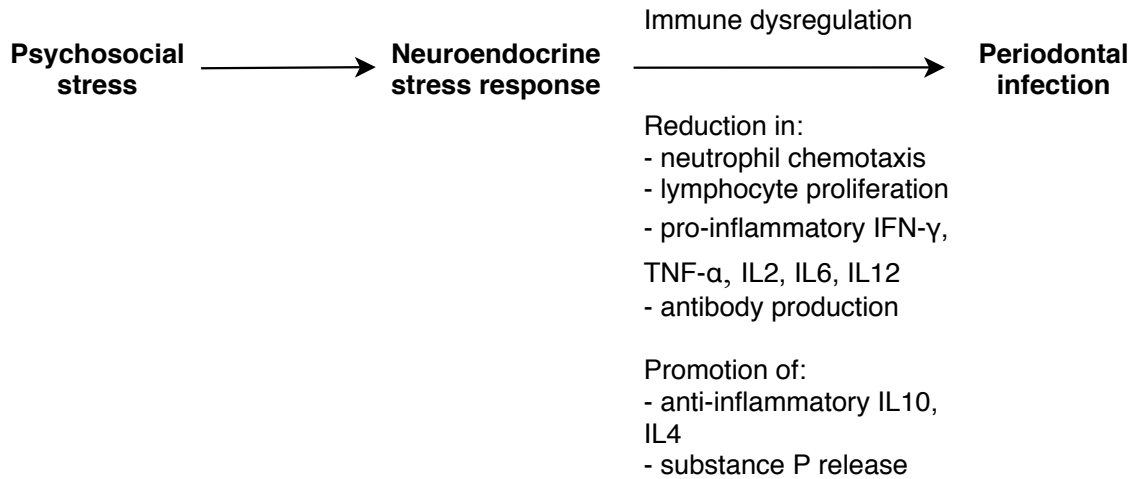 Immune dysregulation
Psychosocial
stress
Neuroendocrine
stress response
Periodontal
infection
Reduction in:
- neutrophil chemotaxis
- lymphocyte proliferation
- pro-inflammatory IFN-γ,
TNF-α, IL2, IL6, IL12
- antibody production
Promotion of:
- anti-inflammatory IL10,
IL4
- substance P release